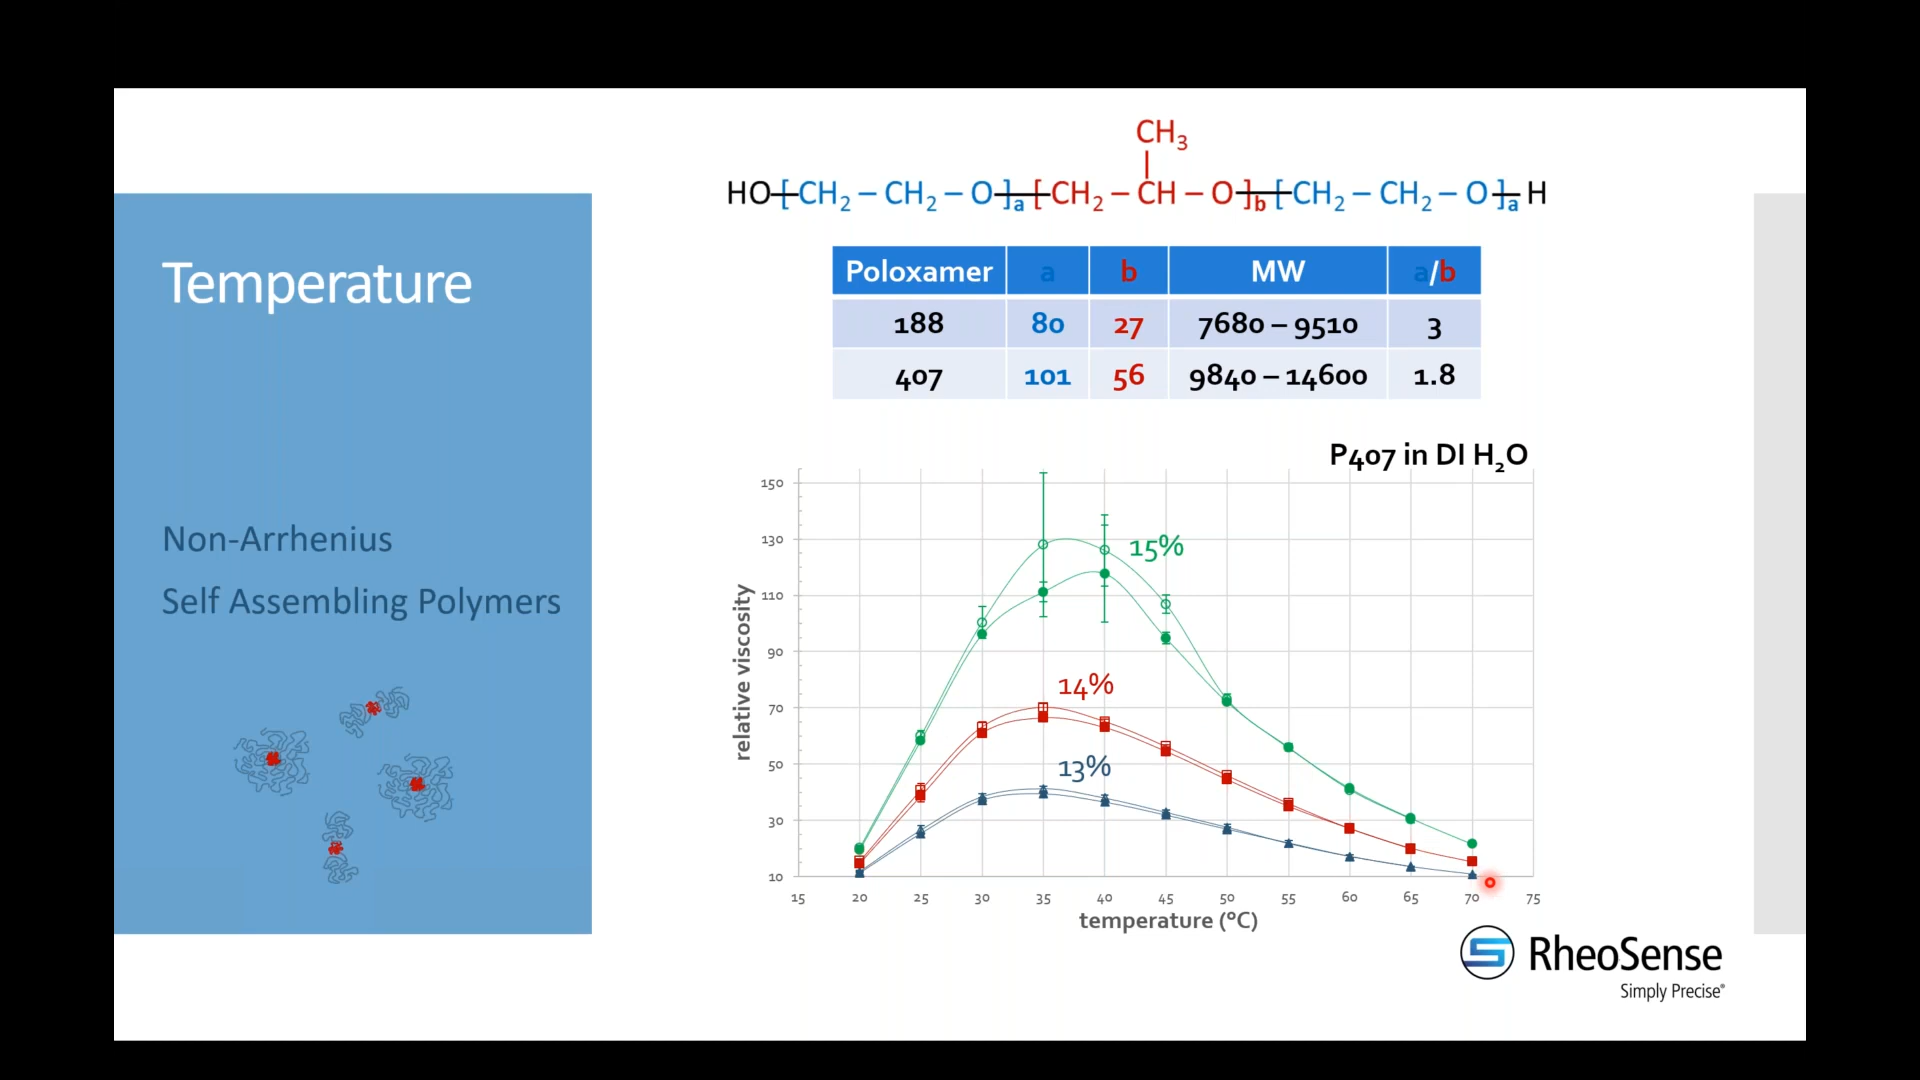 Temperature
Non-Arrhenius
Self Assembling Polymers
CH₃
HO–[CH₂ – CH₂ – O]ₐ–[CH₂ – CH – O]b–[CH₂ – CH₂ – O]ₐ–H
Poloxamer a b MW a/b
188 80 27 7680 – 9510 3
407 101 56 9840 – 14600 1.8
P407 in DI H₂O
150
130
110
90
70
50
30
10
relative viscosity
15%
14%
13%
15 20 25 30 35 40 45 50 55 60 65 70 75
temperature (°C)
RheoSense
Simply Precise®